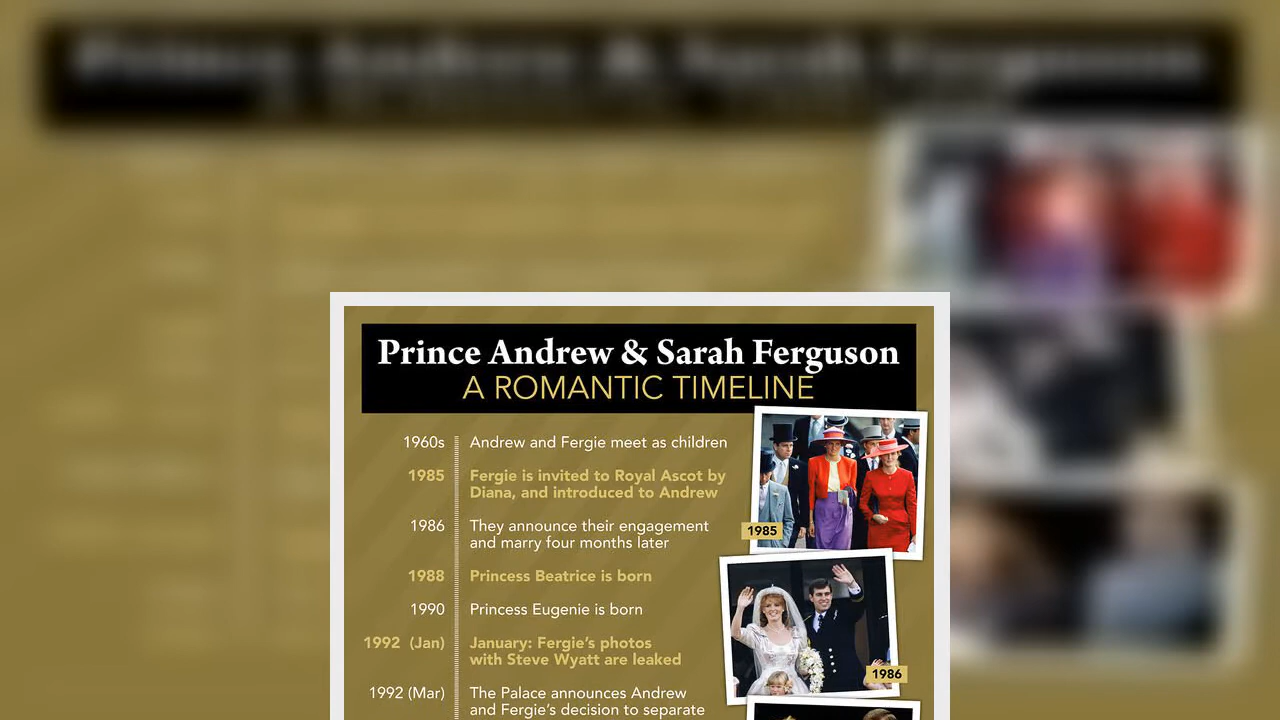 Prince Andrew & Sarah Ferguson
A ROMANTIC TIMELINE
1960s Andrew and Fergie meet as children
1985 Fergie is invited to Royal Ascot by
Diana, and introduced to Andrew
1985
1986 They announce their engagement
and marry four months later
1988 Princess Beatrice is born
1990 Princess Eugenie is born
1992 (Jan) January: Fergie's photos
with Steve Wyatt are leaked
1986
1992 (Mar) The Palace announces Andrew
and Fergie's decision to separate